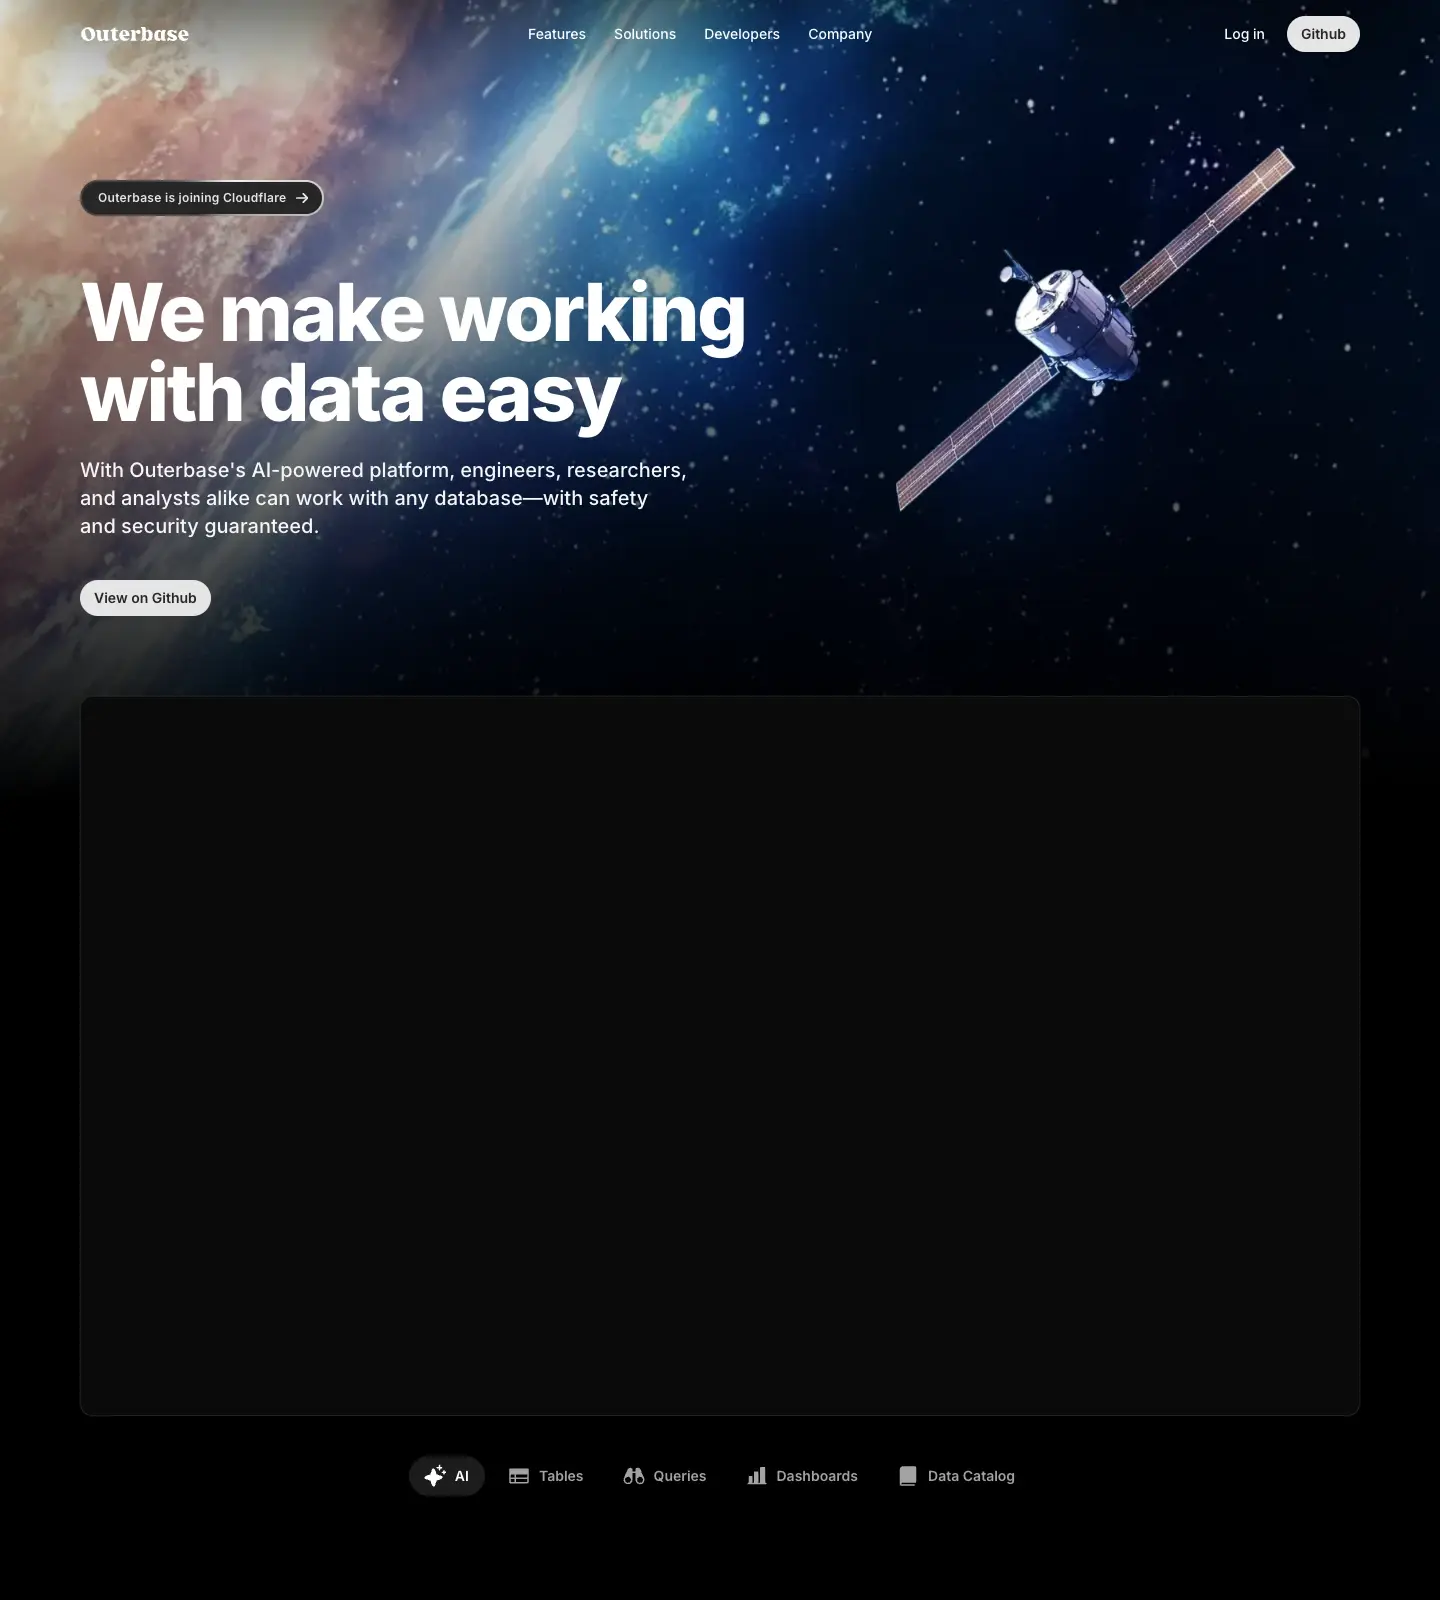 Outerbase
Features
Solutions
Developers
Company
Log in
Github
Outerbase is joining Cloudflare
We make working
with data easy
With Outerbase's AI-powered platform, engineers, researchers,
and analysts alike can work with any database—with safety
and security guaranteed.
View on Github
AI
Tables
Queries
Dashboards
Data Catalog